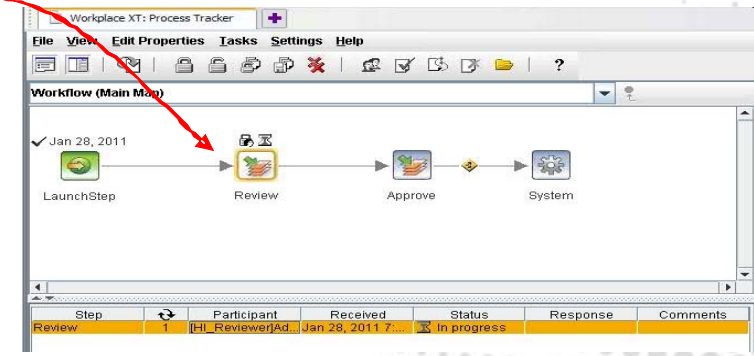 Workplace XT: Process Tracker
File View Edit Properties Tasks Settings Help
?
Workflow (Main Map)
Jan 28, 2011
LaunchStep Review Approve System
Step Participant Received Status Response Comments
Review 1 [HI_Reviewer]Ad... Jan 28, 2011 7:... In progress